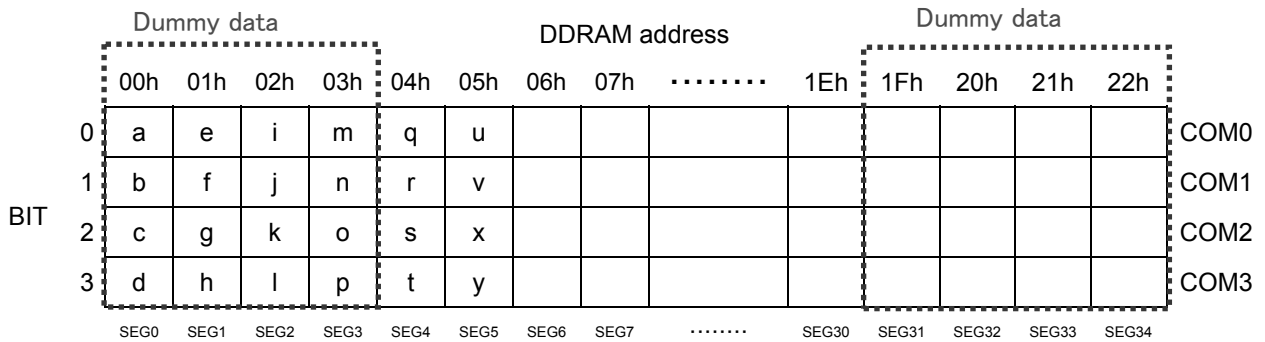 Dummy data DDRAM address Dummy data
00h 01h 02h 03h 04h 05h 06h 07h ········ 1Eh 1Fh 20h 21h 22h
0 a e i m q u COM0
1 b f j n r v COM1
BIT
2 c g k o s x COM2
3 d h l p t y COM3
SEG0 SEG1 SEG2 SEG3 SEG4 SEG5 SEG6 SEG7 ········ SEG30 SEG31 SEG32 SEG33 SEG34